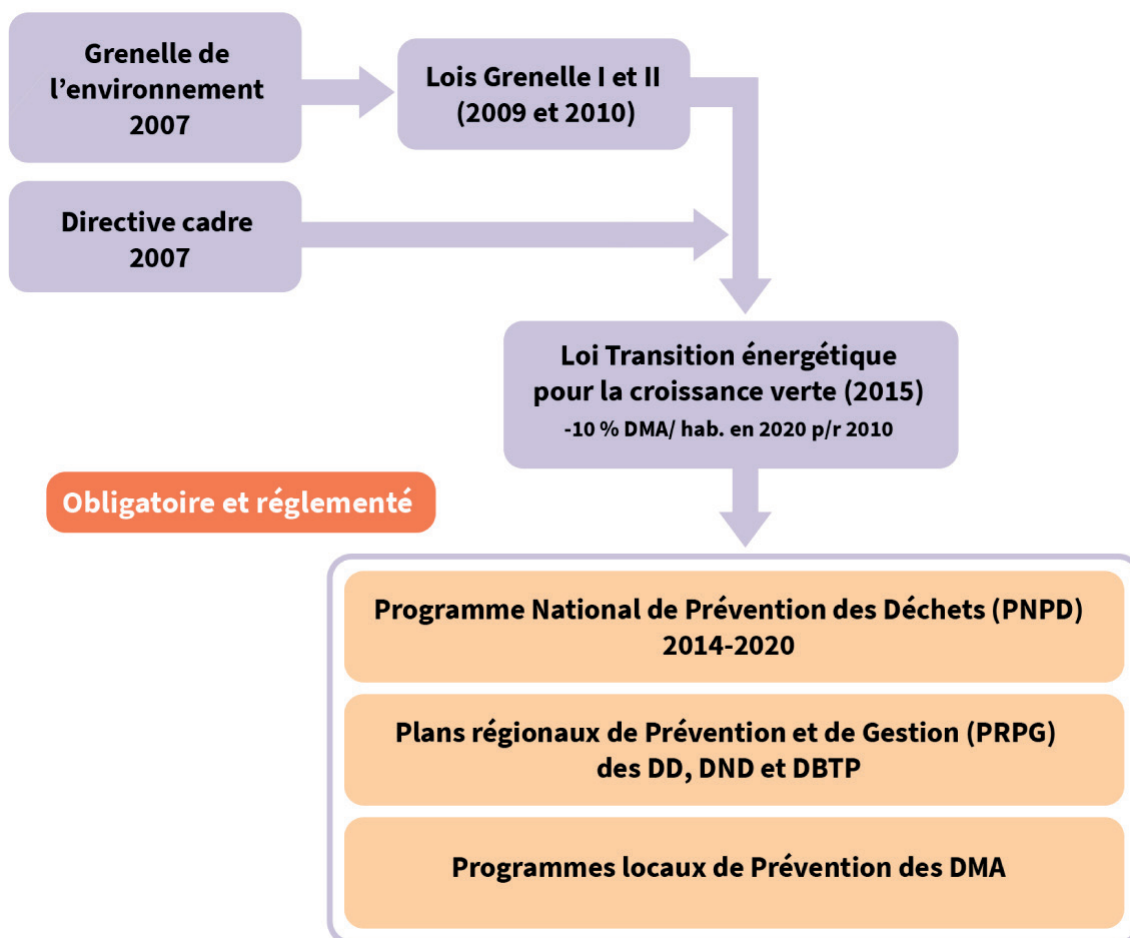 Grenelle de
l’environnement
2007
Lois Grenelle I et II
(2009 et 2010)
Directive cadre
2007
Loi Transition énergétique
pour la croissance verte (2015)
-10 % DMA/ hab. en 2020 p/r 2010
Obligatoire et réglementé
Programme National de Prévention des Déchets (PNPD)
2014-2020
Plans régionaux de Prévention et de Gestion (PRPG)
des DD, DND et DBTP
Programmes locaux de Prévention des DMA